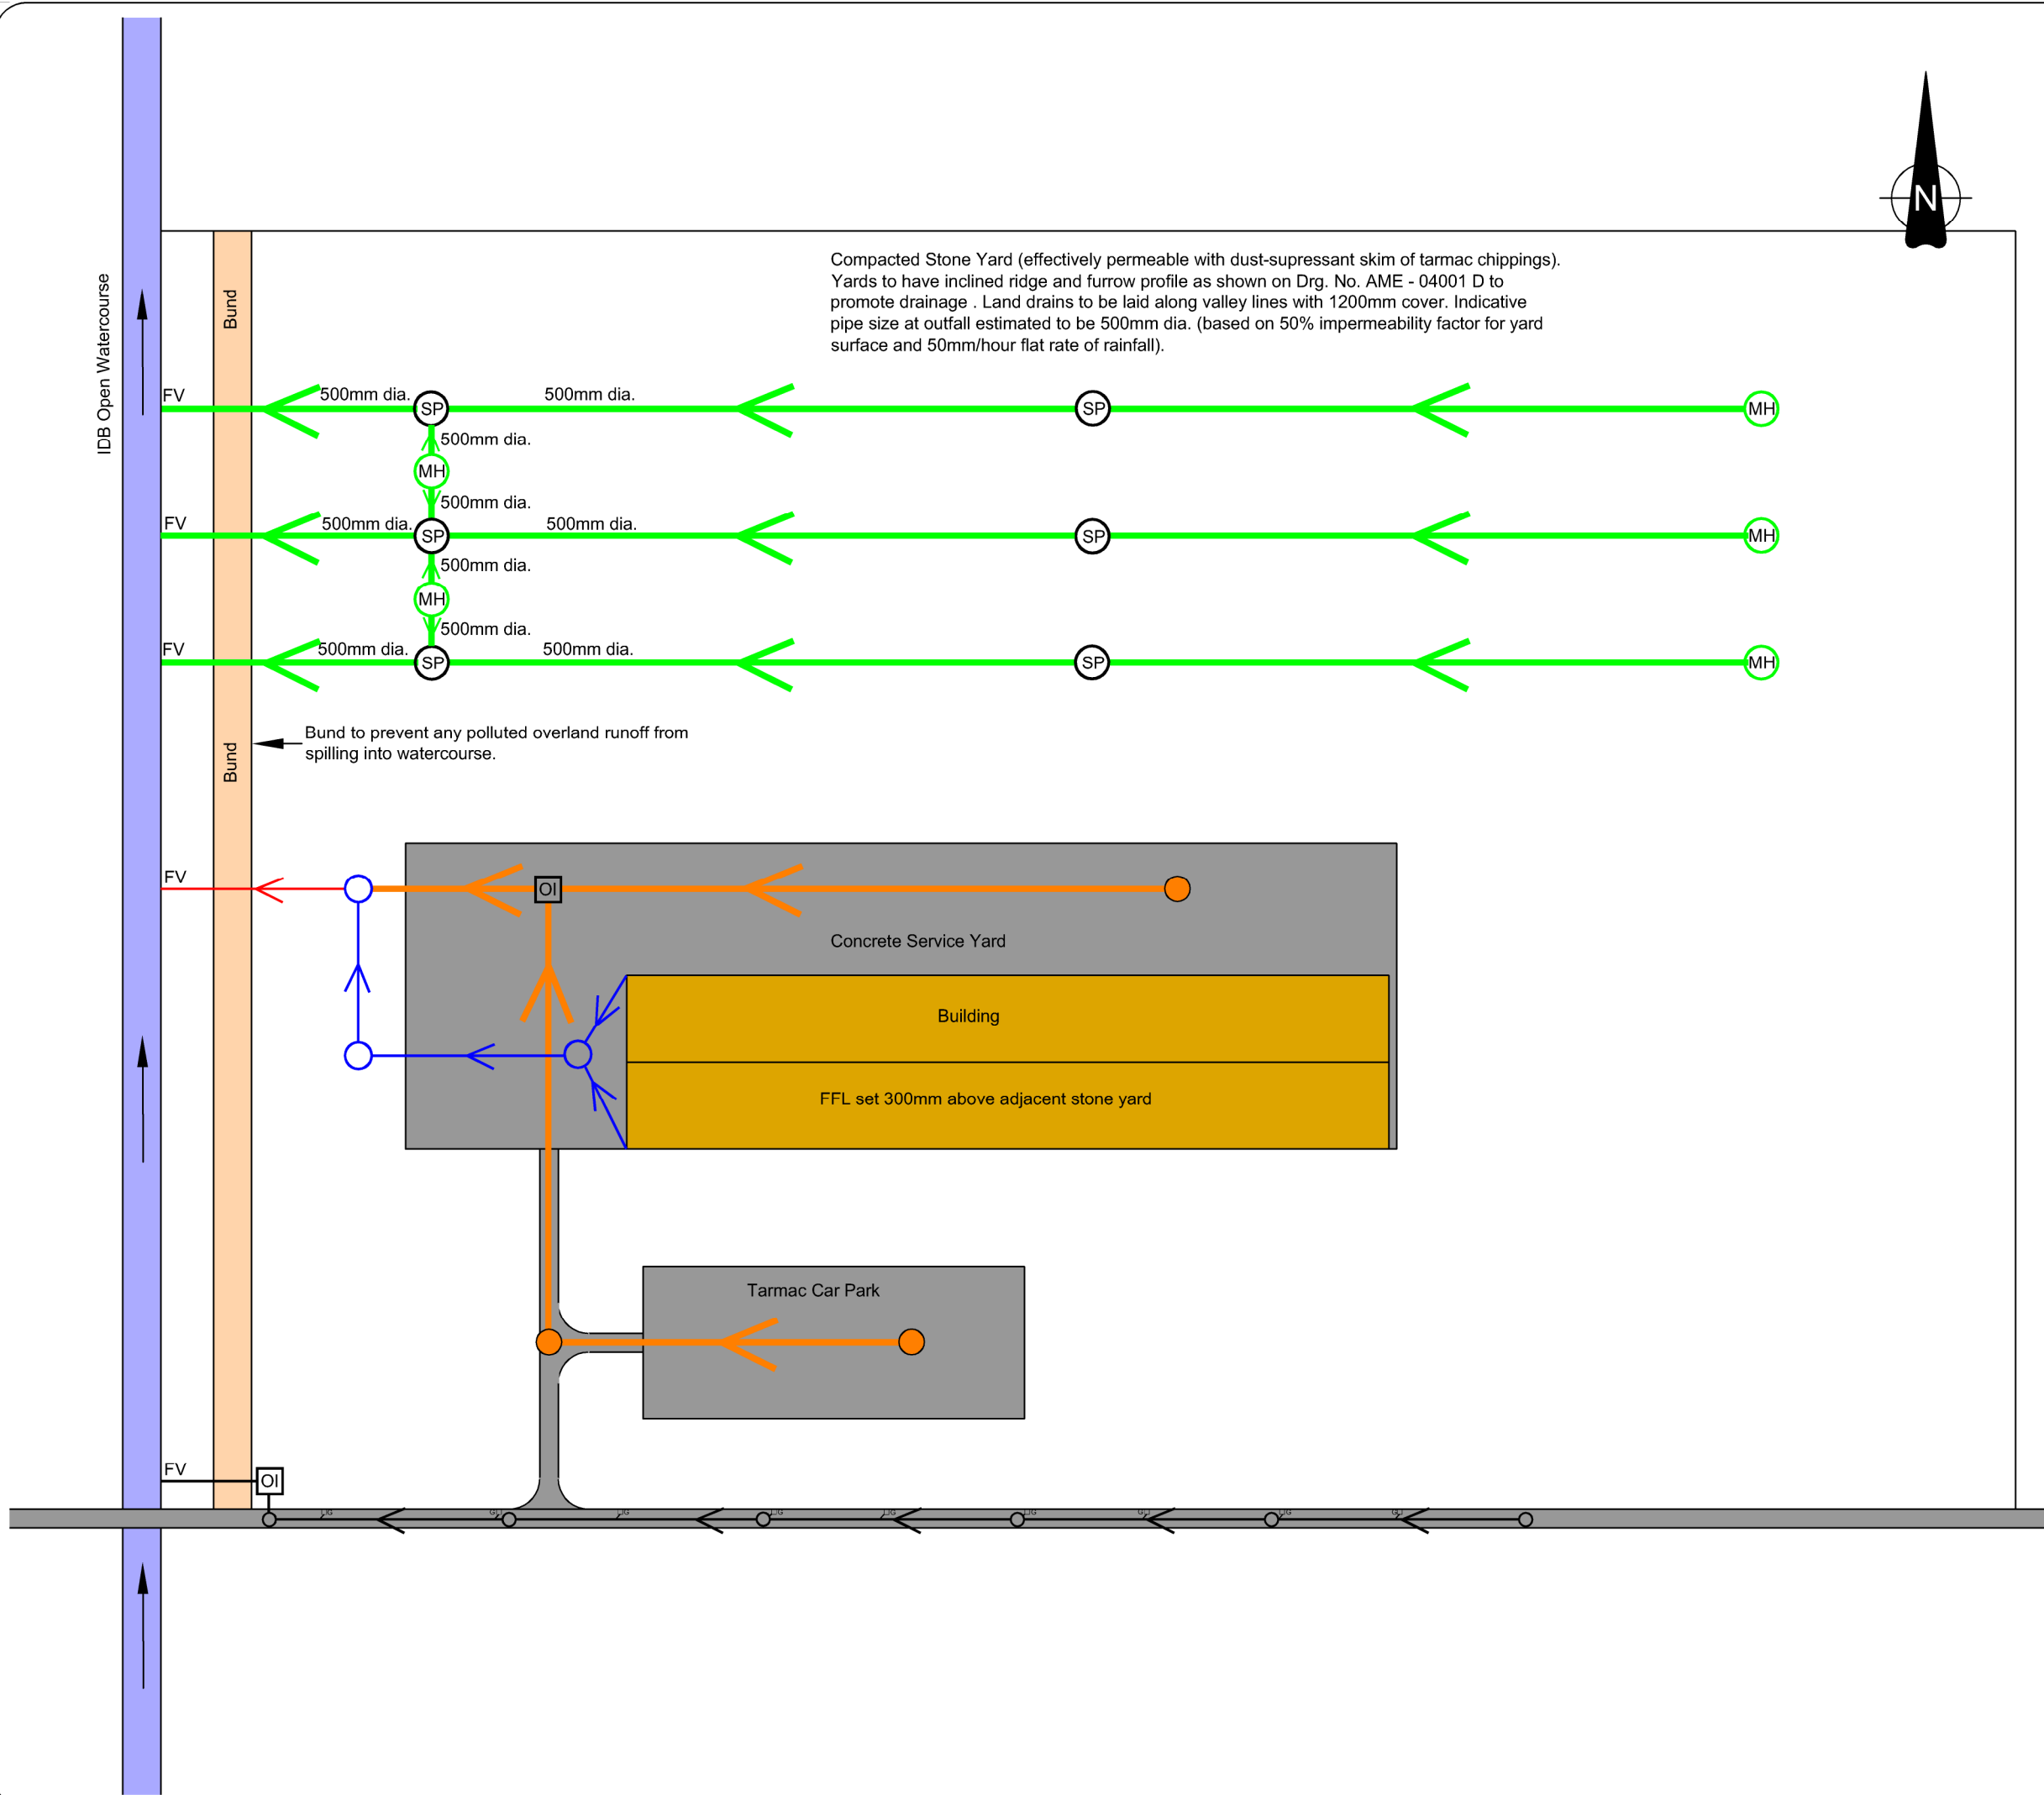 N
Compacted Stone Yard (effectively permeable with dust-supressant skim of tarmac chippings).
Yards to have inclined ridge and furrow profile as shown on Drg. No. AME - 04001 D to
promote drainage . Land drains to be laid along valley lines with 1200mm cover. Indicative
pipe size at outfall estimated to be 500mm dia. (based on 50% impermeability factor for yard
surface and 50mm/hour flat rate of rainfall).
IDB Open Watercourse
Bund
FV
500mm dia.
SP
500mm dia.
SP
MH
500mm dia.
MH
500mm dia.
FV
500mm dia.
SP
500mm dia.
SP
MH
500mm dia.
MH
500mm dia.
FV
500mm dia.
SP
500mm dia.
SP
MH
Bund
Bund to prevent any polluted overland runoff from
spilling into watercourse.
FV
OI
Concrete Service Yard
Building
FFL set 300mm above adjacent stone yard
Tarmac Car Park
FV
OI